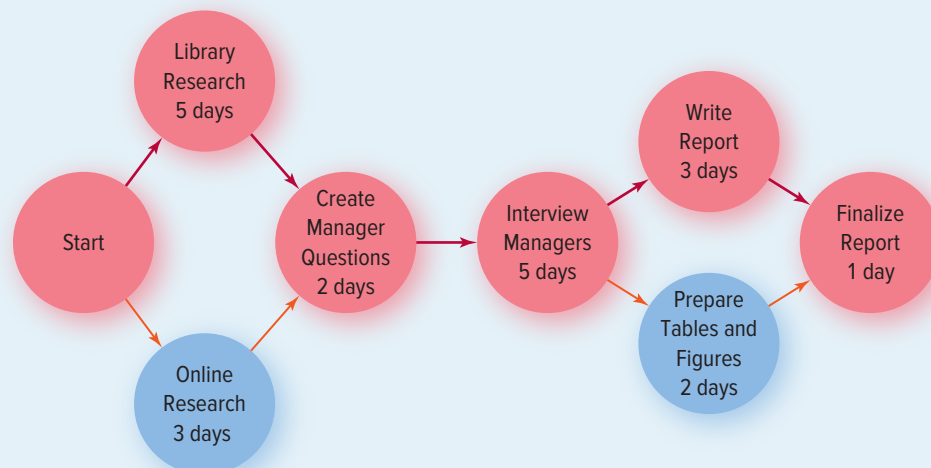 Start
Library
Research
5 days
Online
Research
3 days
Create
Manager
Questions
2 days
Interview
Managers
5 days
Write
Report
3 days
Prepare
Tables and
Figures
2 days
Finalize
Report
1 day